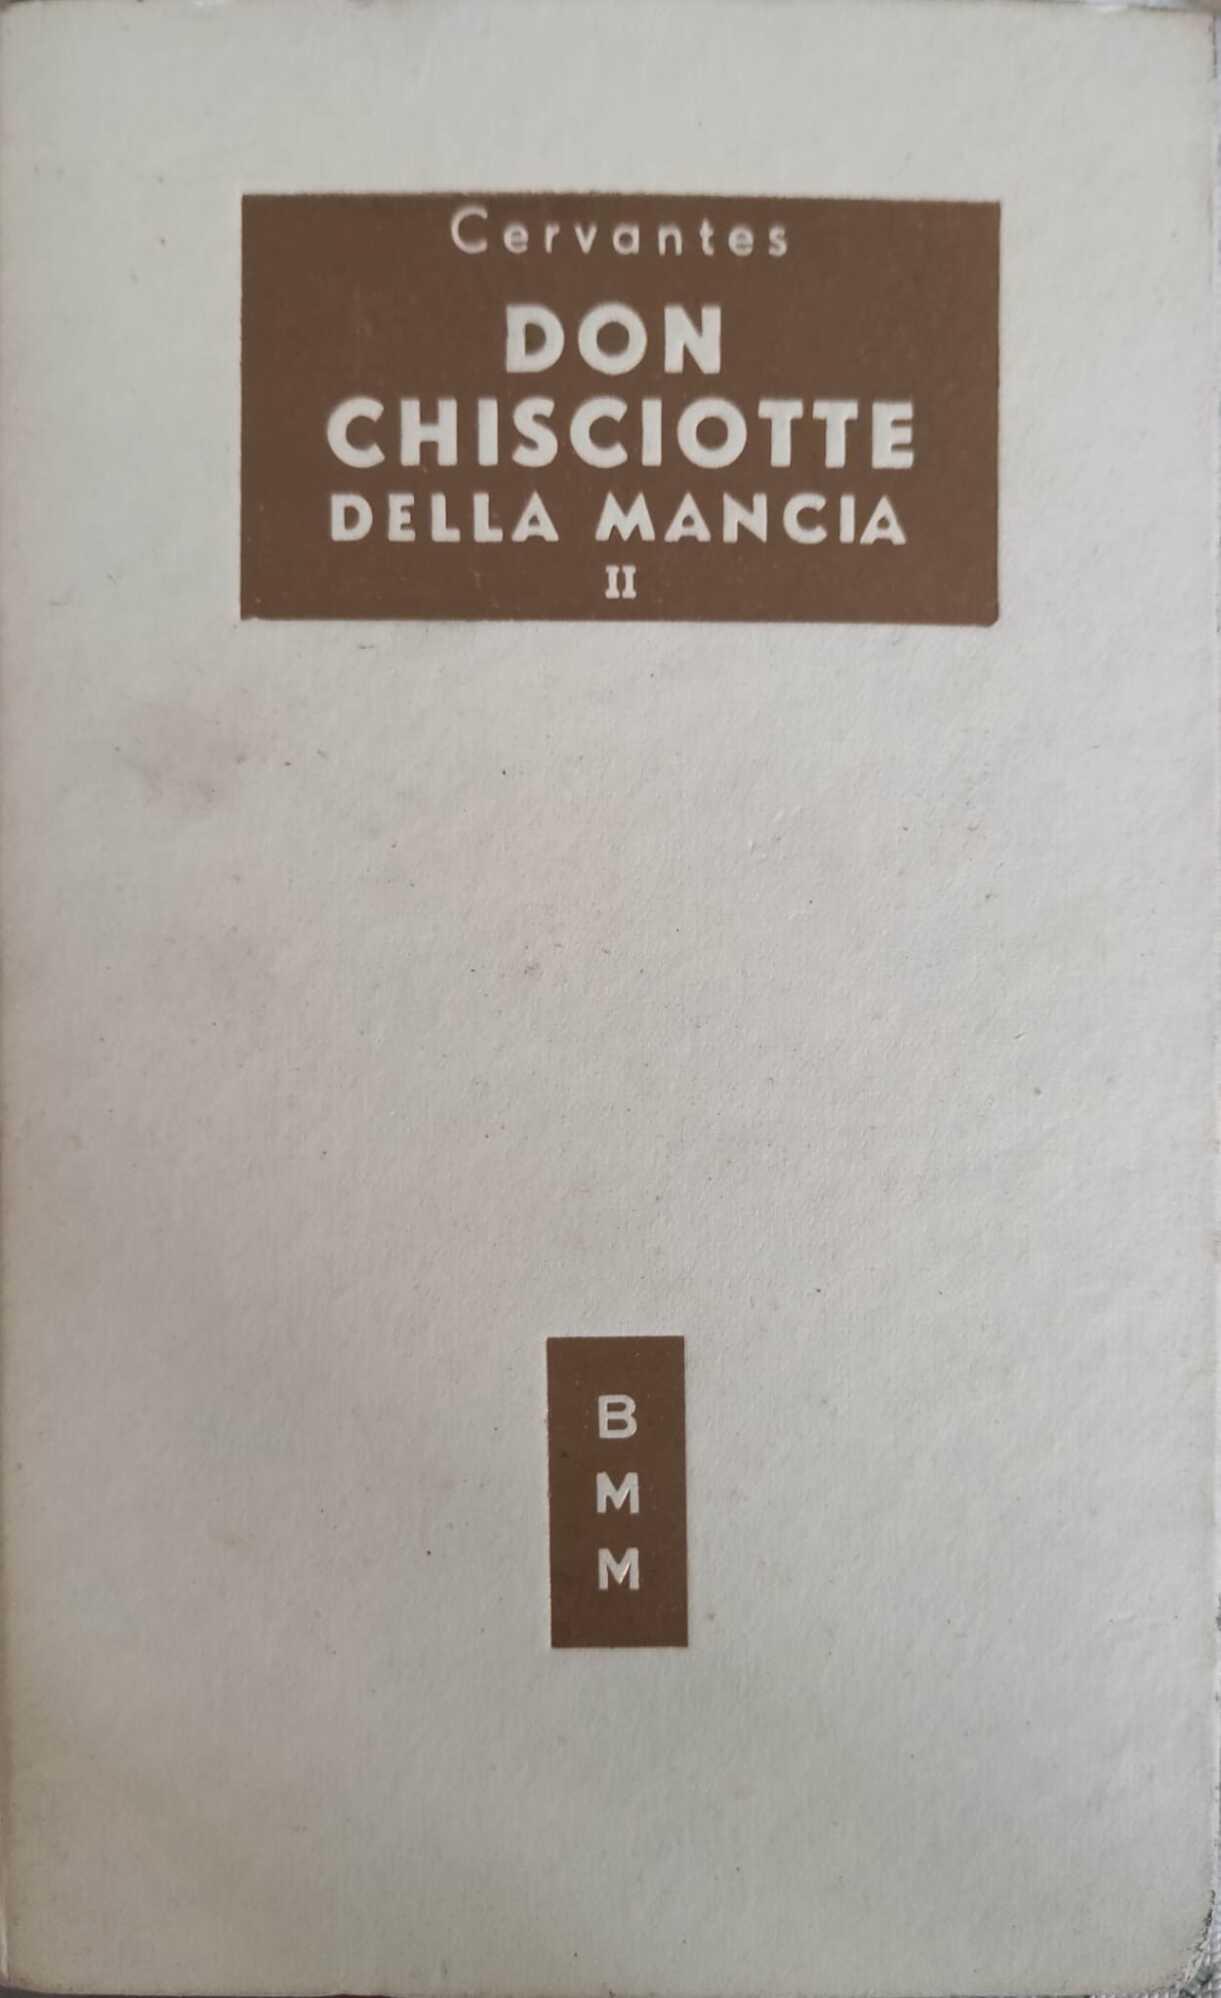 Cervantes
DON
CHISCIOTTE
DELLA MANCIA
II
B
M
M